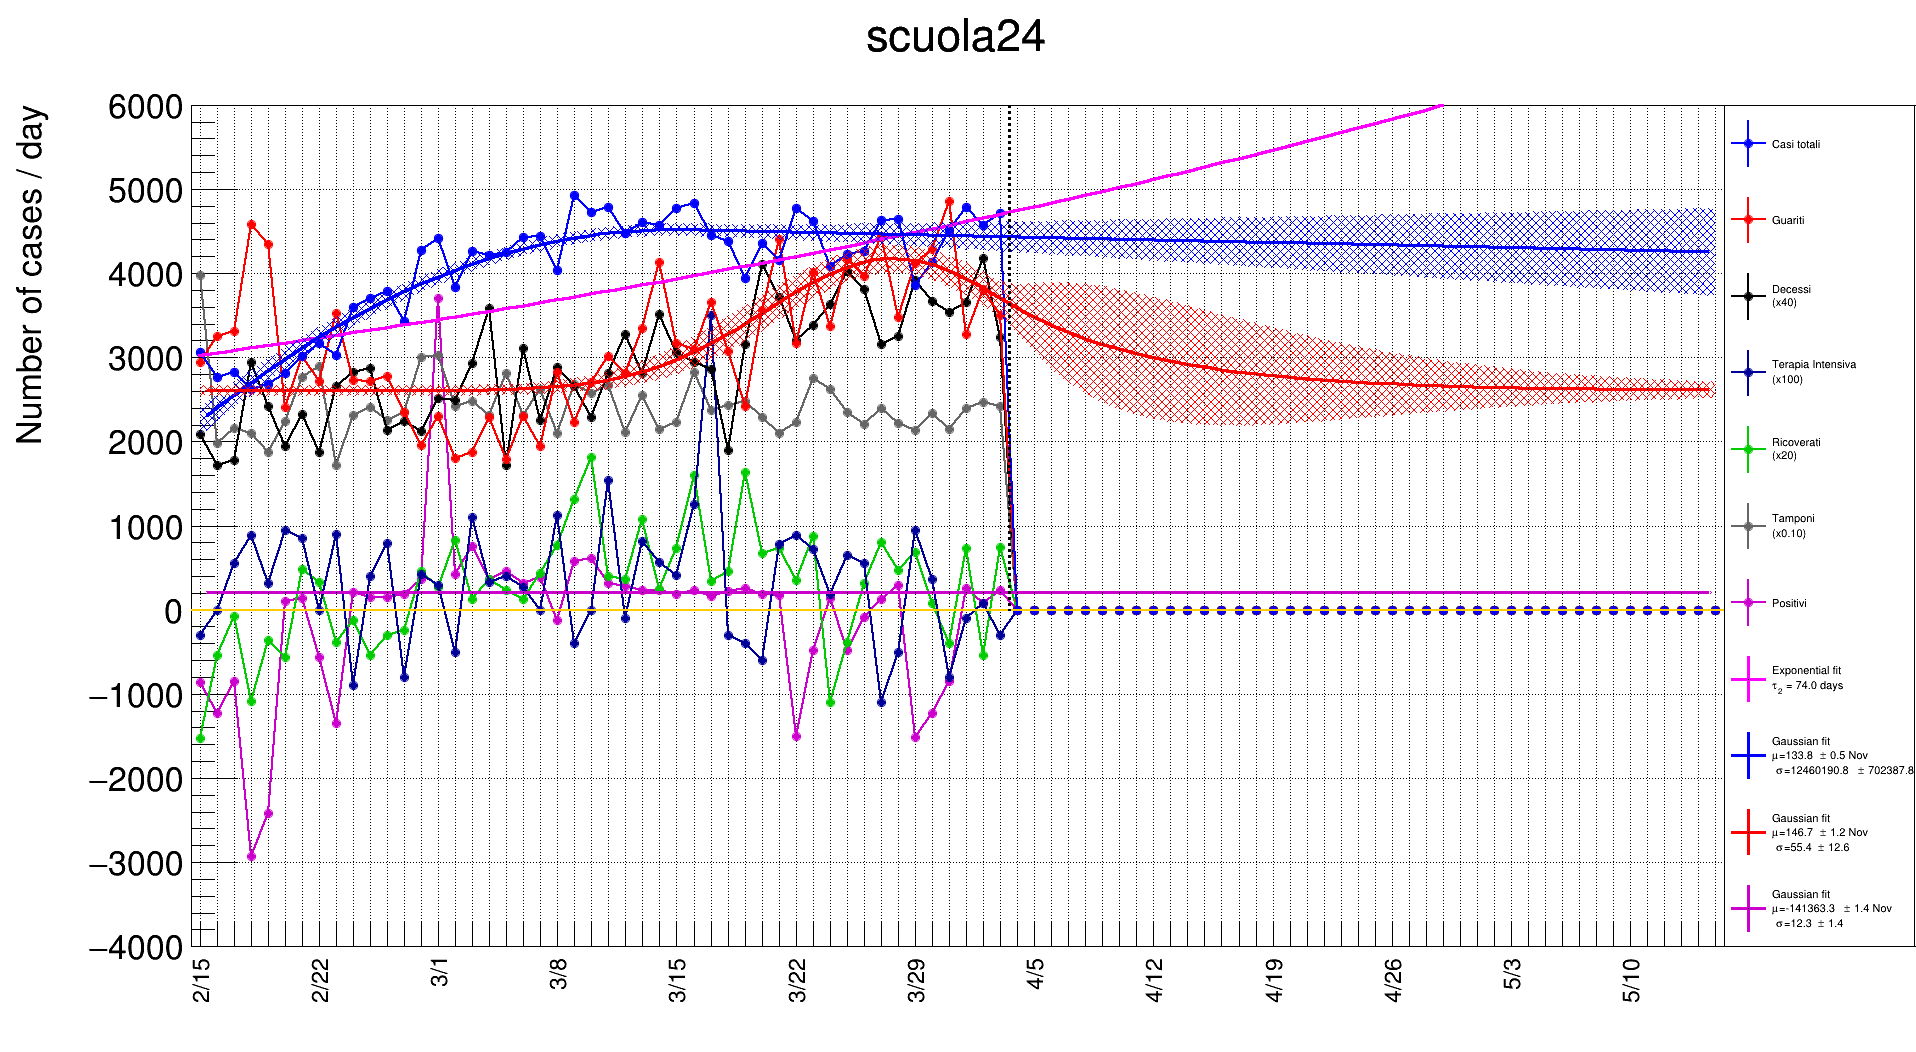 scuola24
Number of cases / day
6000
5000
4000
3000
2000
1000
0
−1000
−2000
−3000
−4000
2/15
2/22
3/1
3/8
3/15
3/22
3/29
4/5
4/12
4/19
4/26
5/3
5/10
Casi totali
Guariti
Decessi
(x40)
Terapia Intensiva
(x100)
Ricoverati
(x20)
Tamponi
(x0.10)
Positivi
Exponential fit
τ2 = 74.0 days
Gaussian fit
μ=133.8 ± 0.5 Nov
σ=12460190.8 ± 702387.8
Gaussian fit
μ=146.7 ± 1.2 Nov
σ=55.4 ± 12.6
Gaussian fit
μ=-141363.3 ± 1.4 Nov
σ=12.3 ± 1.4